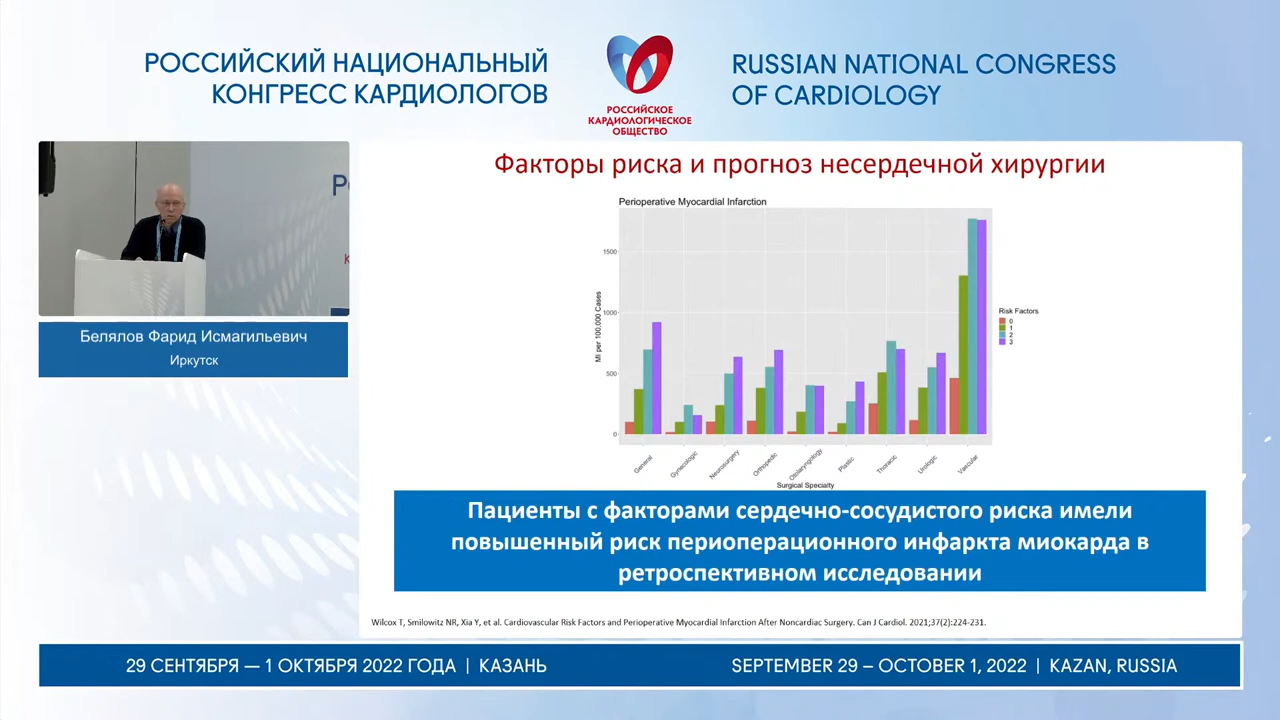 РОССИЙСКИЙ НАЦИОНАЛЬНЫЙ
КОНГРЕСС КАРДИОЛОГОВ
РОССИЙСКОЕ
КАРДИОЛОГИЧЕСКОЕ
ОБЩЕСТВО
RUSSIAN NATIONAL CONGRESS
OF CARDIOLOGY
Белялов Фарид Исмагильевич
Иркутск
Факторы риска и прогноз несердечной хирургии
Perioperative Myocardial Infarction
MI per 100,000 Cases
1500
1000
500
0
General
Gynecologic
Neurosurgery
Orthopedic
Otolaryngology
Plastic
Thoracic
Urologic
Vascular
Surgical Specialty
Risk Factors
0
1
2
3
Пациенты с факторами сердечно-сосудистого риска имели
повышенный риск периоперационного инфаркта миокарда в
ретроспективном исследовании
Wilcox T, Smilowitz NR, Xia Y, et al. Cardiovascular Risk Factors and Perioperative Myocardial Infarction After Noncardiac Surgery. Can J Cardiol. 2021;37(2):224-231.
29 СЕНТЯБРЯ — 1 ОКТЯБРЯ 2022 ГОДА | КАЗАНЬ
SEPTEMBER 29 – OCTOBER 1, 2022 | KAZAN, RUSSIA